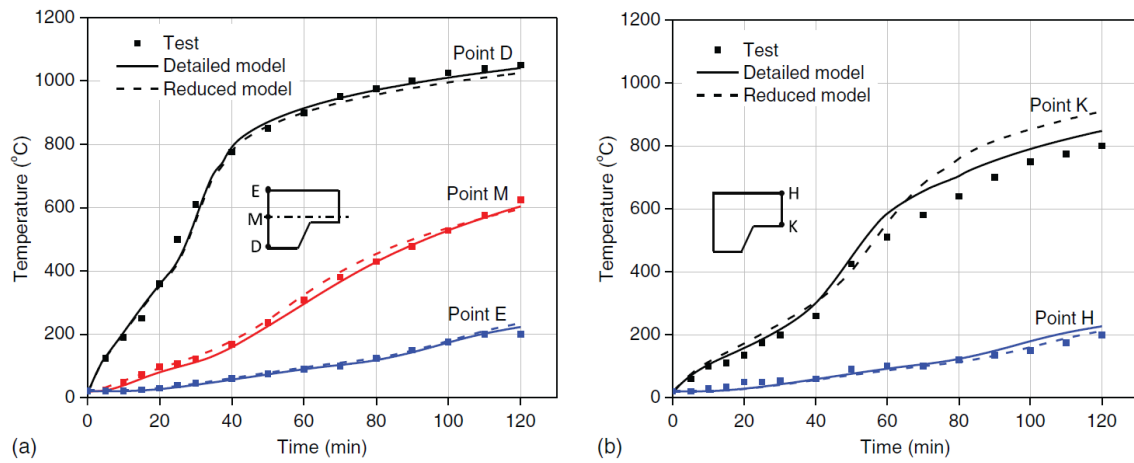 1200
1000
800
600
400
200
0
Temperature (°C)
Test
Detailed model
Reduced model
Point D
Point M
Point E
E
M
D
0 20 40 60 80 100 120
Time (min)
(a)
1200
1000
800
600
400
200
0
Temperature (°C)
Test
Detailed model
Reduced model
Point K
Point H
H
K
0 20 40 60 80 100 120
Time (min)
(b)